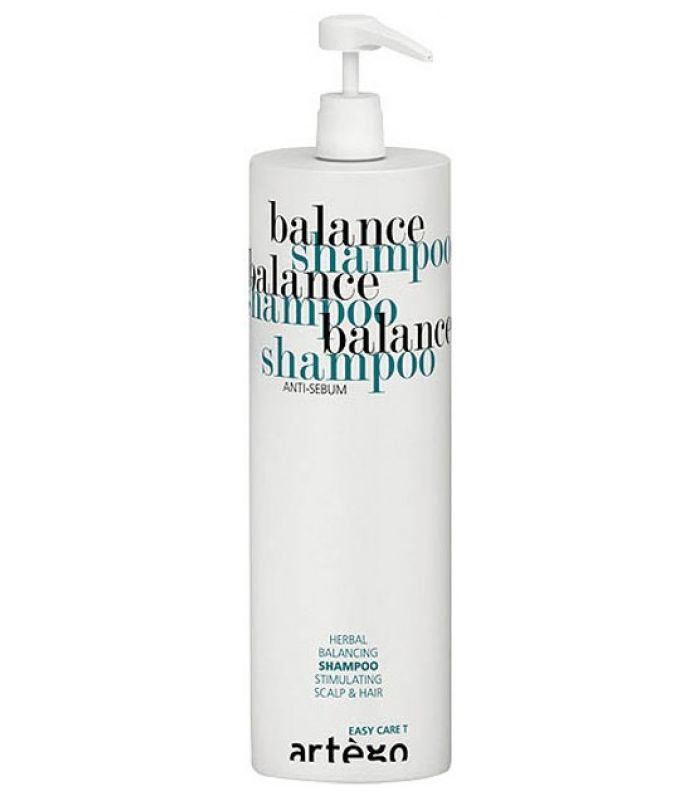 balance
shampoo
balance
shampoo
balance
shampoo
ANTI-SEBUM
HERBAL
BALANCING
SHAMPOO
STIMULATING
SCALP & HAIR
EASY CARE T
artègo